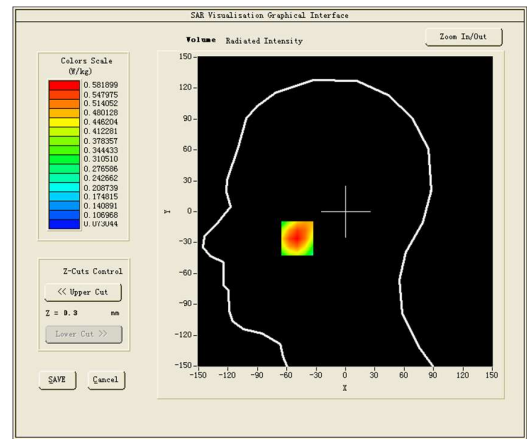 SAR Visualisation Graphical Interface
Volume Radiated Intensity
Zoom In/Out
Colors Scale
(W/kg)
0.581899
0.547975
0.514052
0.480128
0.446204
0.412281
0.378357
0.344433
0.310510
0.276586
0.242662
0.208739
0.174815
0.140891
0.106968
0.073044
Z-Cuts Control
<< Upper Cut
Z = 0.3 mm
Lower Cut >>
SAVE Cancel
150
120
90
60
30
0
-30
-60
-90
-120
-150
Y
-150 -120 -90 -60 -30 0 30 60 90 120 150
X